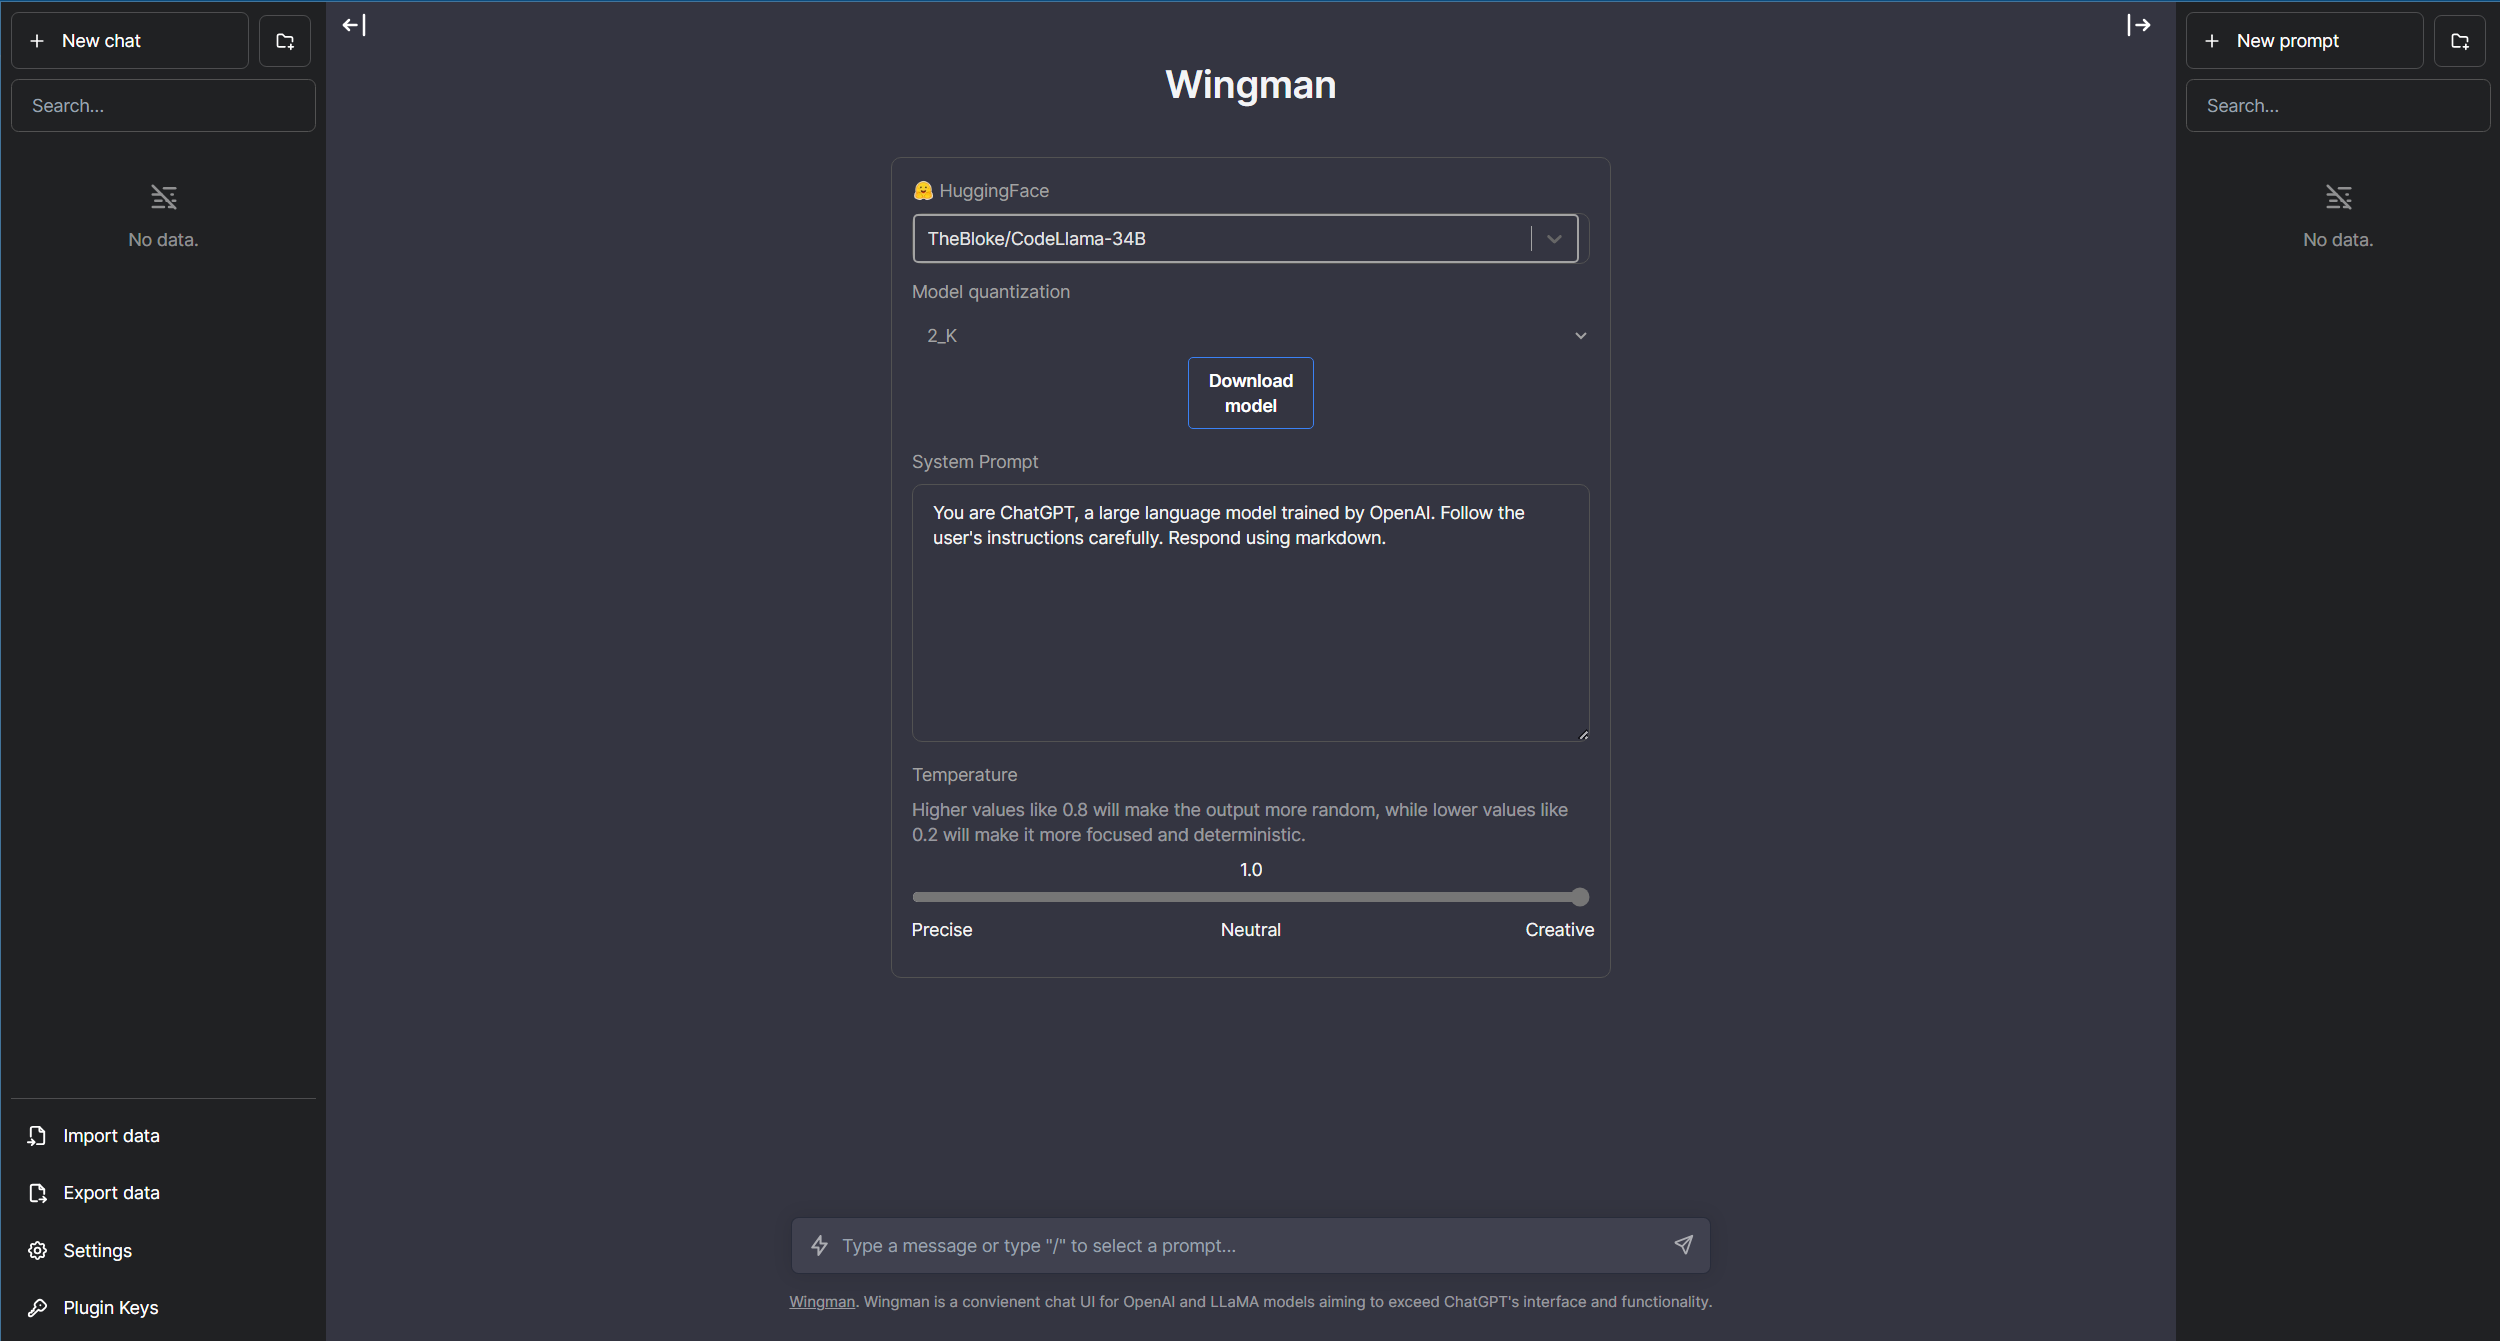 New chat
Search...
No data.
Import data
Export data
Settings
Plugin Keys
Wingman
🤗 HuggingFace
TheBloke/CodeLlama-34B
Model quantization
2_K
Download
model
System Prompt
You are ChatGPT, a large language model trained by OpenAI. Follow the
user's instructions carefully. Respond using markdown.
Temperature
Higher values like 0.8 will make the output more random, while lower values like
0.2 will make it more focused and deterministic.
1.0
Precise Neutral Creative
Type a message or type "/" to select a prompt...
Wingman. Wingman is a convienent chat UI for OpenAI and LLaMA models aiming to exceed ChatGPT's interface and functionality.
New prompt
Search...
No data.